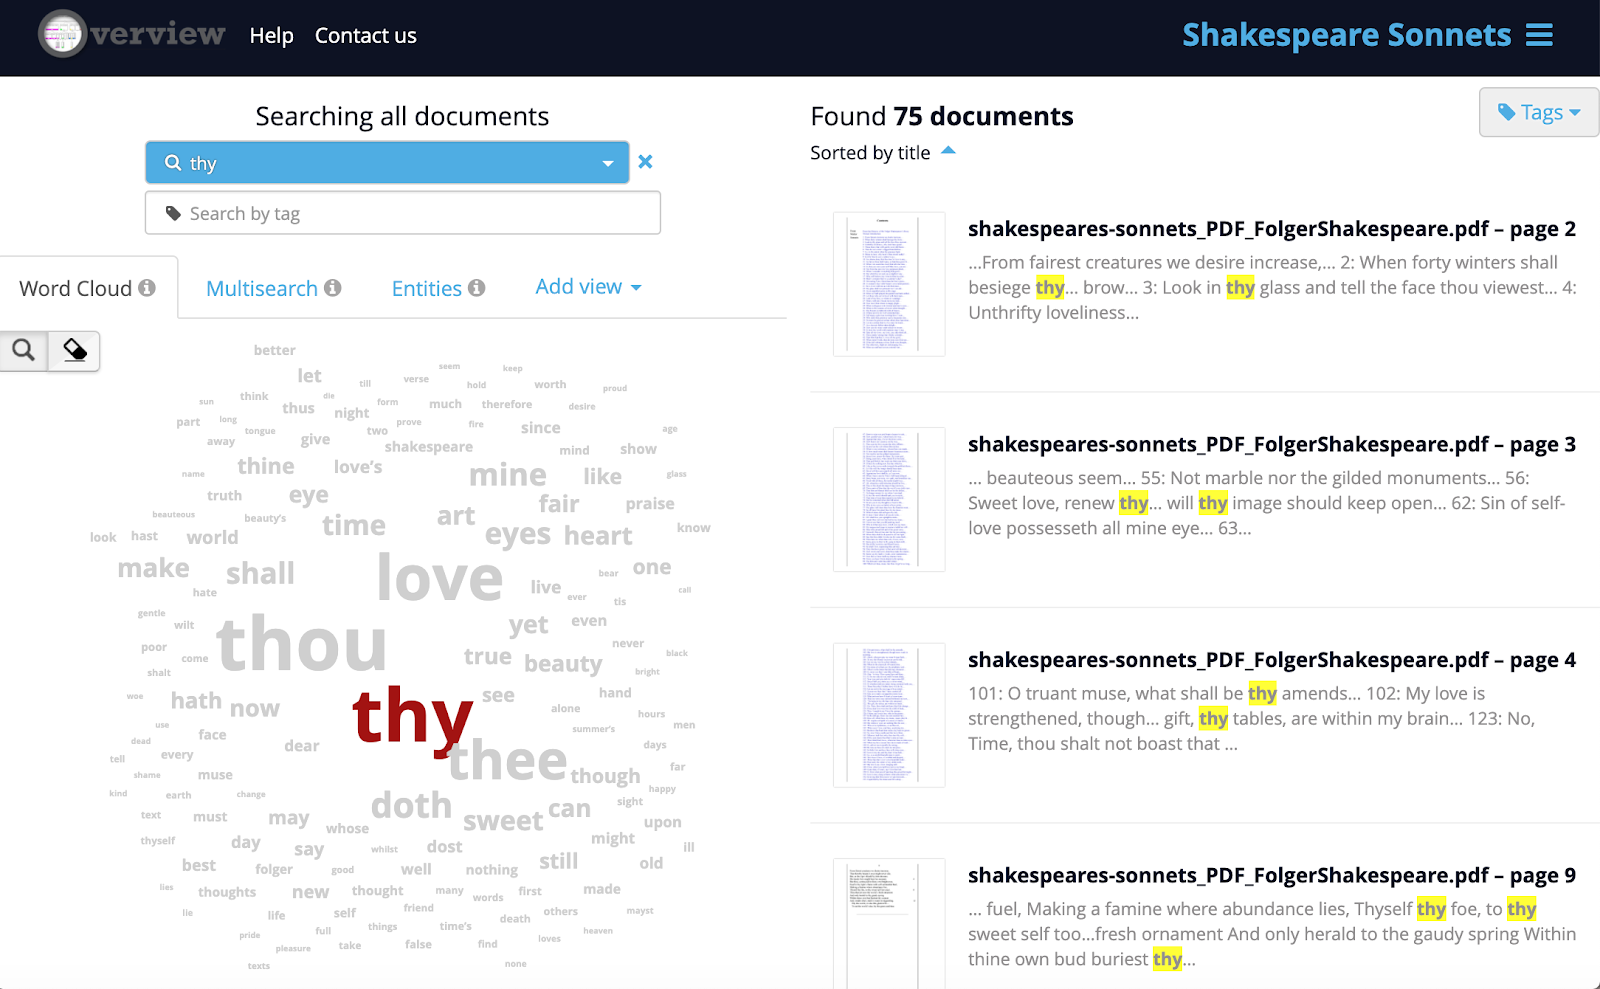 verview Help Contact us
Shakespeare Sonnets
Searching all documents
thy
Search by tag
Word Cloud
Multisearch
Entities
Add view
better
seem
keep
let
till
verse
hold
worth
proud
sun
think
die
form
much
therefore
desire
thus
night
part
long
prove
fire
since
age
tongue
two
away
give
shakespeare
mind
show
thine
love's
mine
like
name
glass
truth
eye
fair
praise
beauteous
beauty's
time
art
eyes
heart
know
look
hast
world
make
shall
love
one
live
bear
hate
ever
tis
call
gentle
wilt
thou
yet
even
never
poor
come
true
beauty
black
shalt
bright
woe
hath
now
thy
see
hand
alone
hours
use
face
summer's
men
dead
every
dear
thee
days
tell
shame
muse
though
far
kind
earth
change
doth
happy
sight
text
must
may
whose
sweet
can
upon
thyself
day
say
whilst
dost
might
ill
best
folger
good
well
nothing
still
old
lies
thoughts
new
thought
many
words
first
made
lie
life
self
friend
death
others
mayst
pride
full
things
time's
heaven
pleasure
take
false
find
loves
texts
none
Found 75 documents
Sorted by title
Tags
shakespeares-sonnets_PDF_FolgerShakespeare.pdf – page 2
...From fairest creatures we desire increase,... 2: When forty winters shall
besiege thy... brow... 3: Look in thy glass and tell the face thou viewest... 4:
Unthrifty loveliness...
shakespeares-sonnets_PDF_FolgerShakespeare.pdf – page 3
... beauteous seem... 55: Not marble nor the gilded monuments... 56:
Sweet love, renew thy... will thy image should keep open... 62: Sin of self-
love possesseth all mine eye... 63...
shakespeares-sonnets_PDF_FolgerShakespeare.pdf – page 4
101: O truant muse, what shall be thy amends... 102: My love is
strengthened, though... gift, thy tables, are within my brain... 123: No,
Time, thou shalt not boast that ...
shakespeares-sonnets_PDF_FolgerShakespeare.pdf – page 9
... fuel, Making a famine where abundance lies, Thyself thy foe, to thy
sweet self too...fresh ornament And only herald to the gaudy spring Within
thine own bud buriest thy...